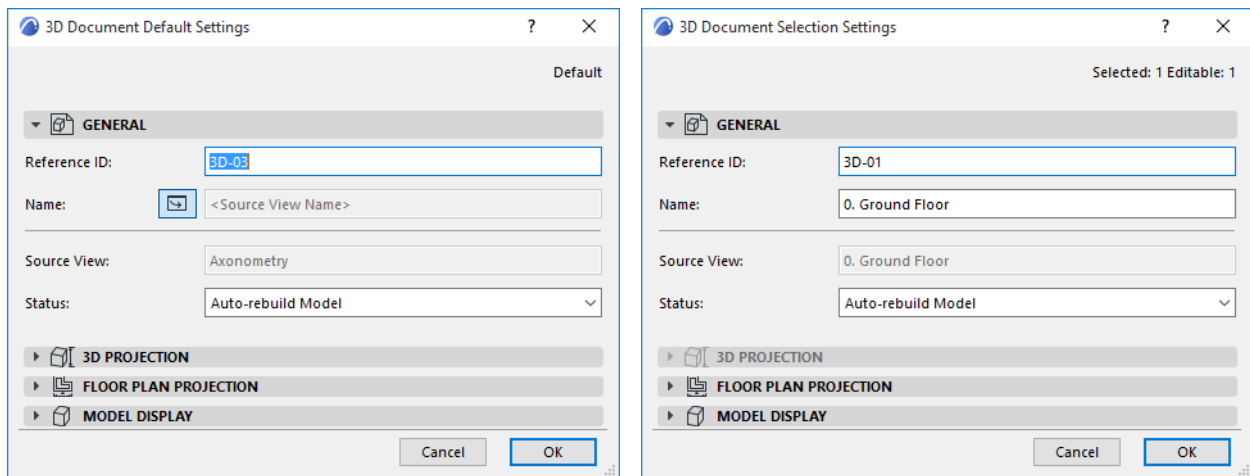 3D Document Default Settings
?
Default
GENERAL
Reference ID: 3D-03
Name: <Source View Name>
Source View: Axonometry
Status: Auto-rebuild Model
3D PROJECTION
FLOOR PLAN PROJECTION
MODEL DISPLAY
Cancel OK
3D Document Selection Settings
?
Selected: 1 Editable: 1
GENERAL
Reference ID: 3D-01
Name: 0. Ground Floor
Source View: 0. Ground Floor
Status: Auto-rebuild Model
3D PROJECTION
FLOOR PLAN PROJECTION
MODEL DISPLAY
Cancel OK